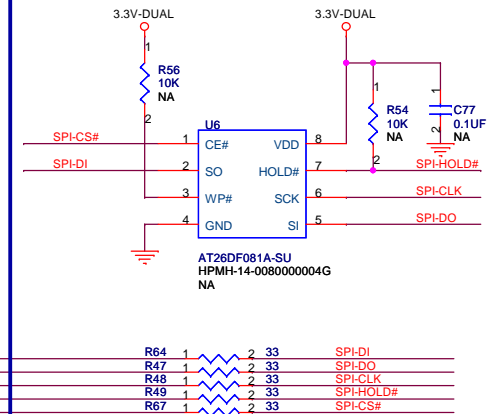 3.3V-DUAL 3.3V-DUAL
1
R56
10K
NA
2
1
R54
10K
NA
2
1
C77
0.1UF
NA
2
U6
SPI-CS# 1 CE# VDD 8
SPI-DI 2 SO HOLD# 7 SPI-HOLD#
3 WP# SCK 6 SPI-CLK
4 GND SI 5 SPI-DO
AT26DF081A-SU
HPMH-14-0080000004G
NA
R64 1 2 33 SPI-DI
R47 1 2 33 SPI-DO
R48 1 2 33 SPI-CLK
R49 1 2 33 SPI-HOLD#
R67 1 2 33 SPI-CS#